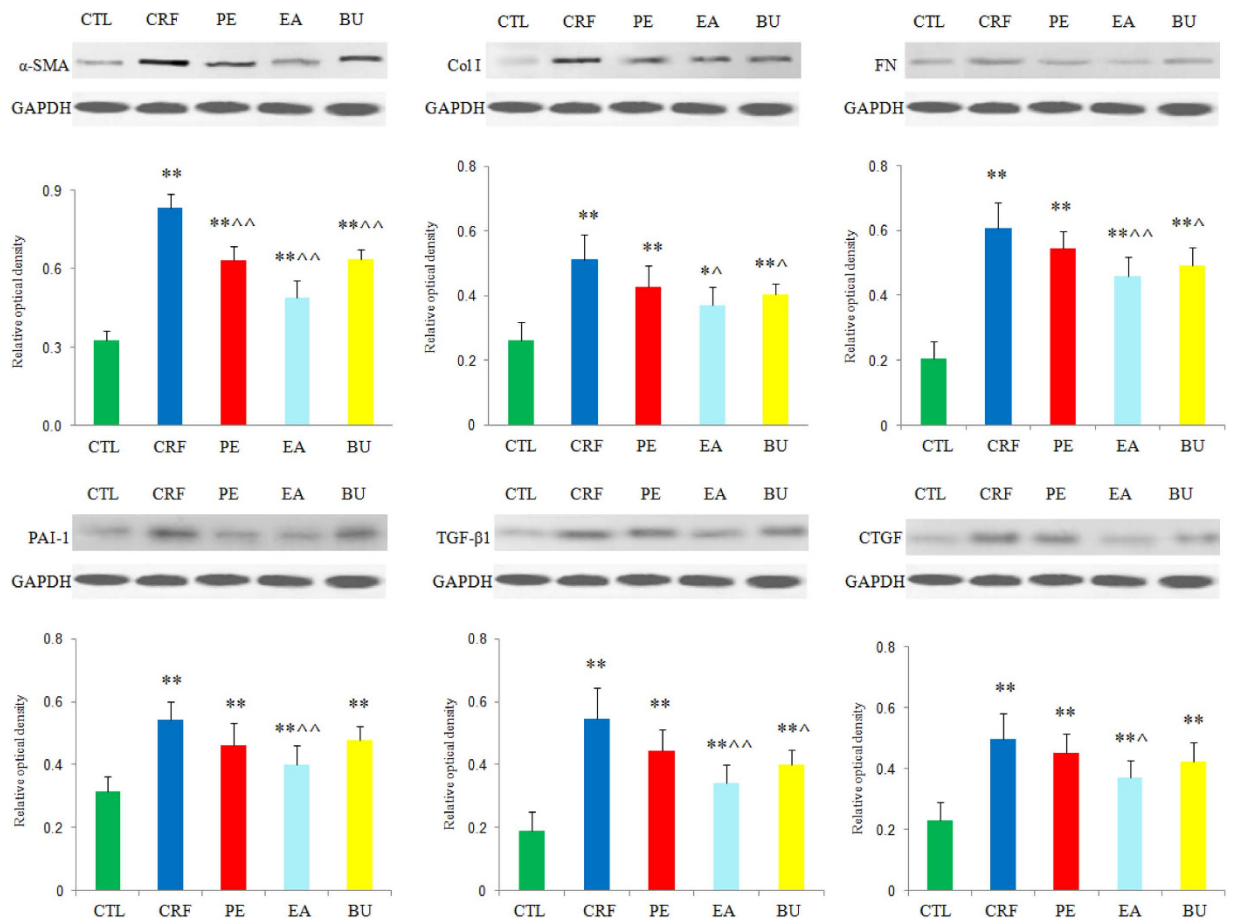 CTL CRF PE EA BU
α-SMA
GAPDH
Relative optical density
0.9
0.6
0.3
0.0
**
**^^
**^^
**^^
CTL CRF PE EA BU
CTL CRF PE EA BU
Col I
GAPDH
Relative optical density
0.8
0.6
0.4
0.2
0
**
**
*^
**^
CTL CRF PE EA BU
CTL CRF PE EA BU
FN
GAPDH
Relative optical density
0.8
0.6
0.4
0.2
0
**
**
**^^
**^
CTL CRF PE EA BU
CTL CRF PE EA BU
PAI-1
GAPDH
Relative optical density
0.8
0.6
0.4
0.2
0
**
**
**^^
**
CTL CRF PE EA BU
CTL CRF PE EA BU
TGF-β1
GAPDH
Relative optical density
0.8
0.6
0.4
0.2
0
**
**
**^^
**^
CTL CRF PE EA BU
CTL CRF PE EA BU
CTGF
GAPDH
Relative optical density
0.8
0.6
0.4
0.2
0
**
**
**^
**
CTL CRF PE EA BU